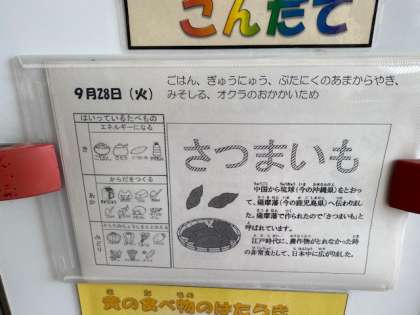 こんだて
ごはん、ぎゅうにゅう、ぶたにくのあまからやき、
9月28日（火）
みそしる、オクラのおかかいため
はいっているたべもの
エネルギーになる
き
からだをつくる
あか
みどり
さつまいも
中国から琉球（今の沖縄県）をとおっ
て、薩摩藩（今の鹿児島県）へ伝わりまし
た。薩摩藩で作られたので「さつまいも」と
呼ばれています。
江戸時代に、農作物がとれなかった時
の非常食として、日本中に広がりました。
食の食べ物のはたらき